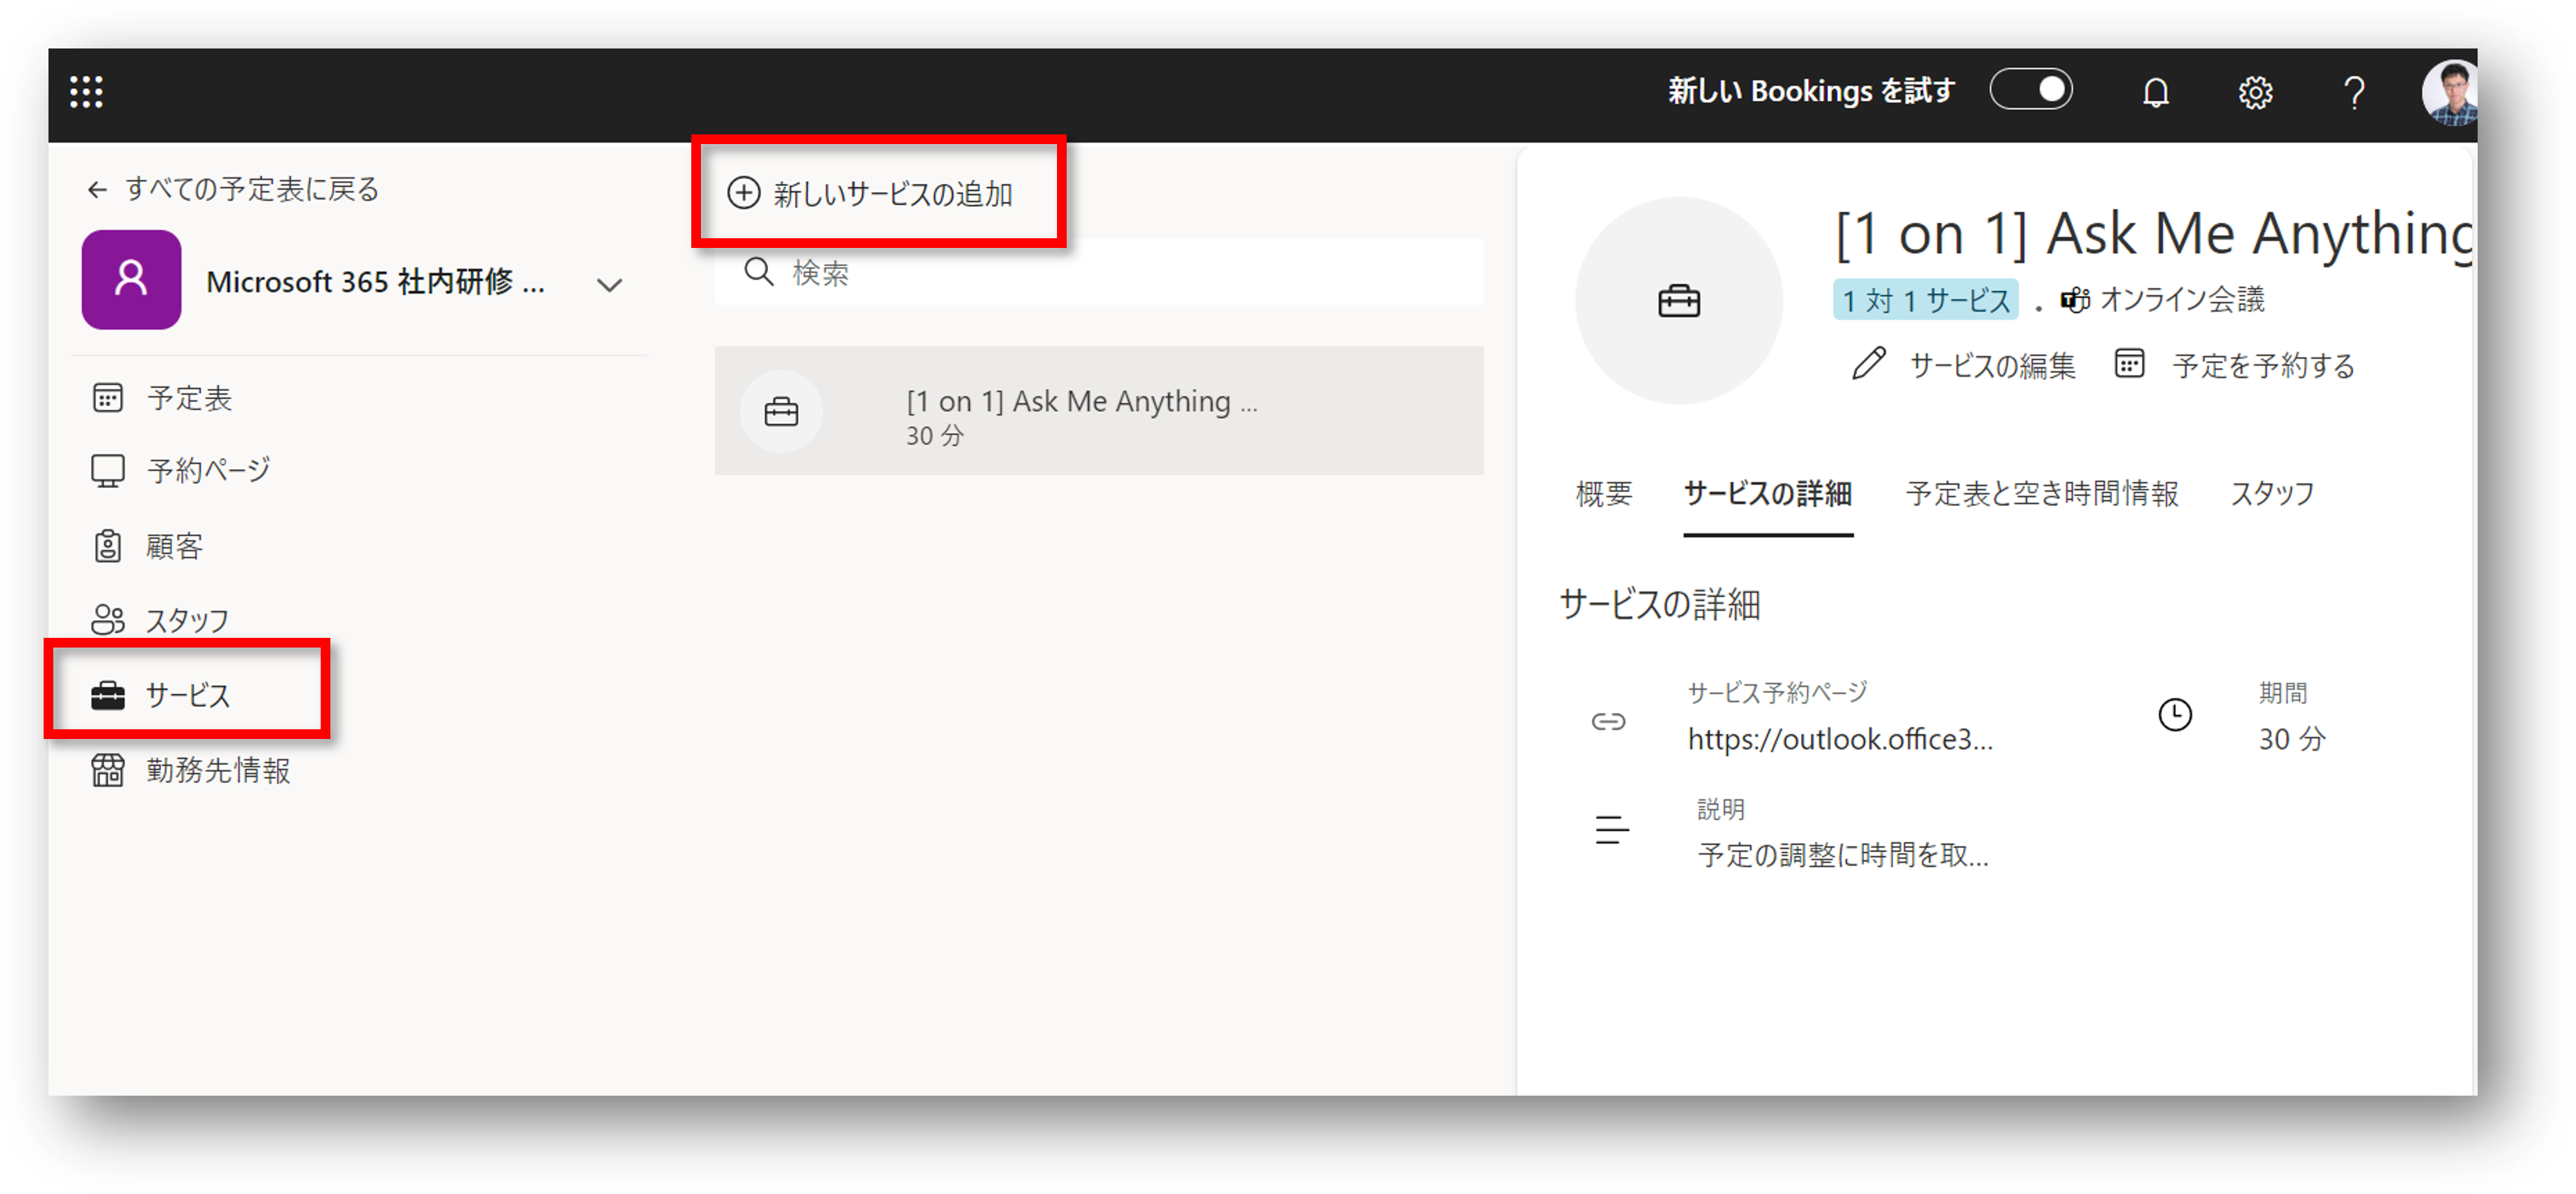 新しい Bookings を試す
すべての予定表に戻る
Microsoft 365 社内研修 ...
予定表
予約ページ
顧客
スタッフ
サービス
勤務先情報
新しいサービスの追加
検索
[1 on 1] Ask Me Anything ...
30 分
[1 on 1] Ask Me Anything
1 対 1 サービス . オンライン会議
サービスの編集 予定を予約する
概要 サービスの詳細 予定表と空き時間情報 スタッフ
サービスの詳細
サービス予約ページ
https://outlook.office3...
期間
30 分
説明
予定の調整に時間を取...